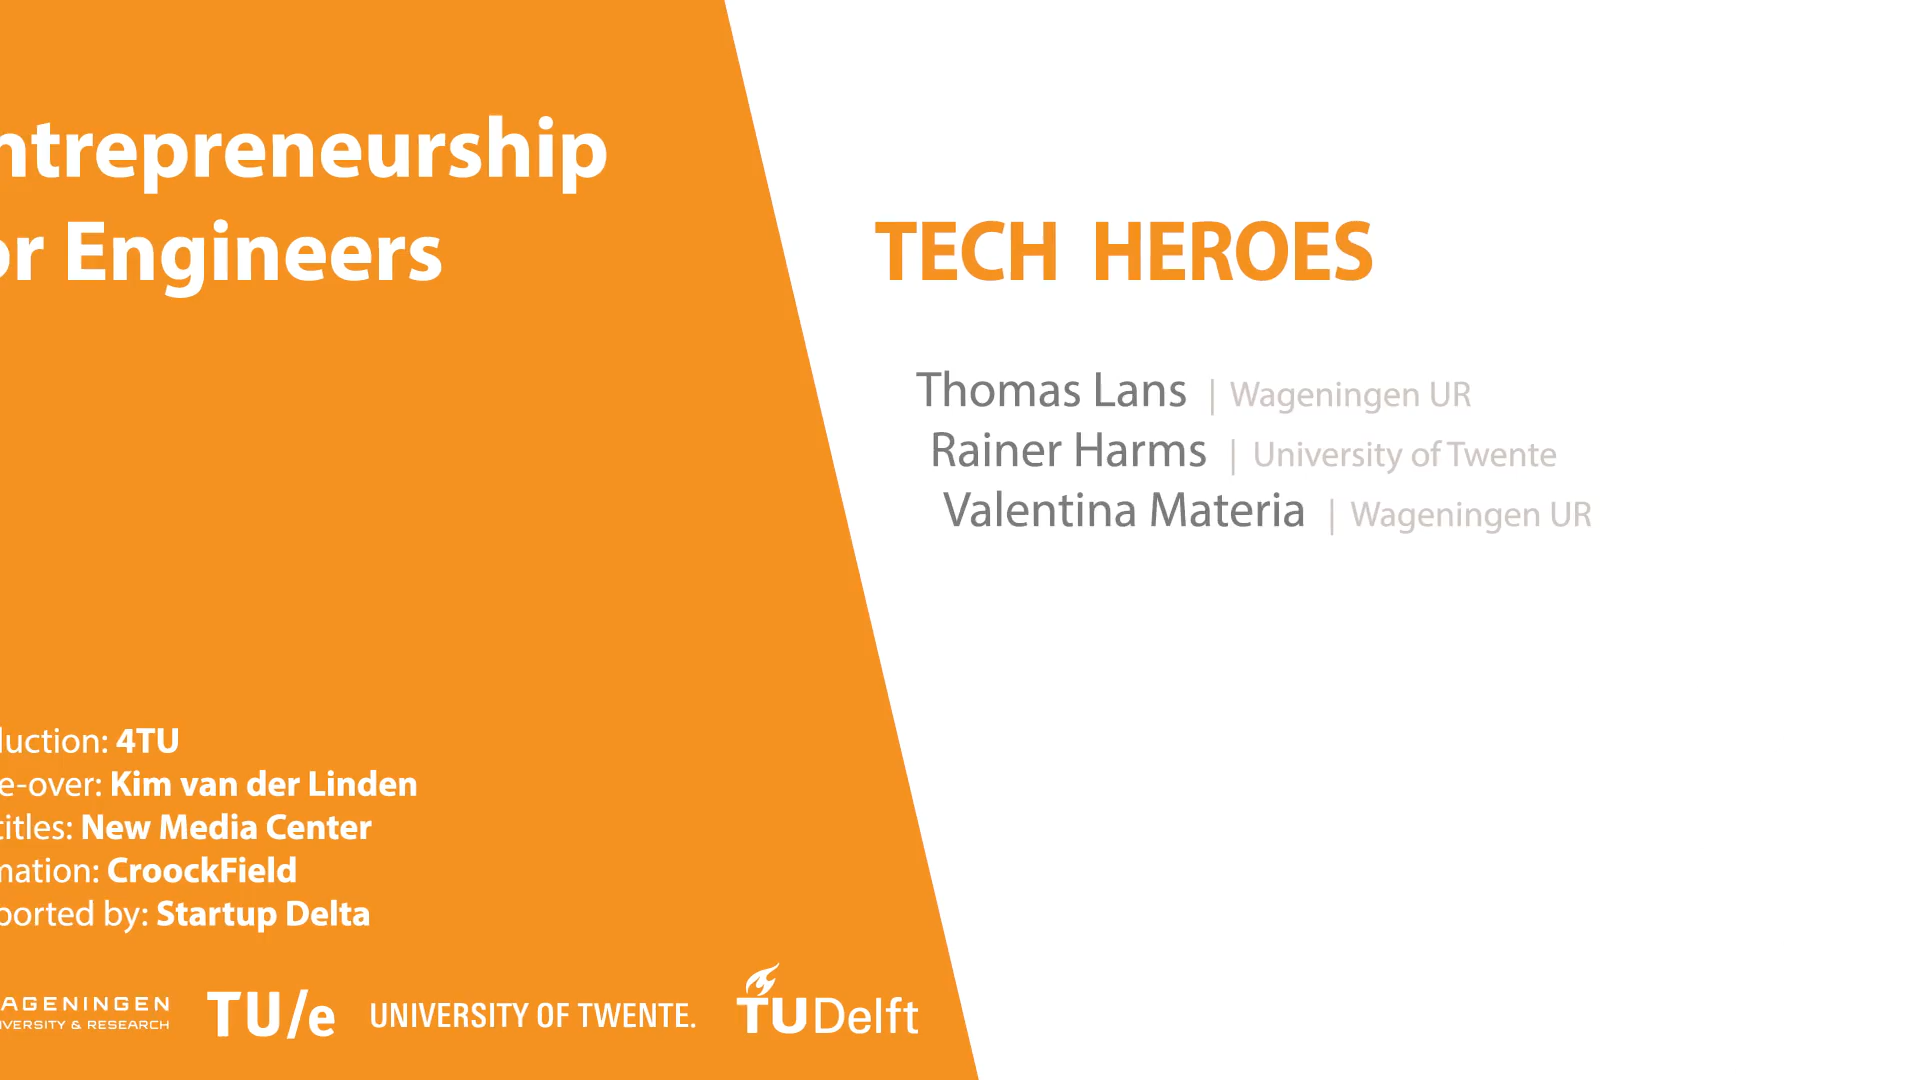 ntrepreneurship
or Engineers
TECH HEROES
Thomas Lans | Wageningen UR
Rainer Harms | University of Twente
Valentina Materia | Wageningen UR
duction: 4TU
e-over: Kim van der Linden
titles: New Media Center
mation: CroockField
ported by: Startup Delta
AGENINGEN
VERSITY & RESEARCH
TU/e
UNIVERSITY OF TWENTE.
TUDelft